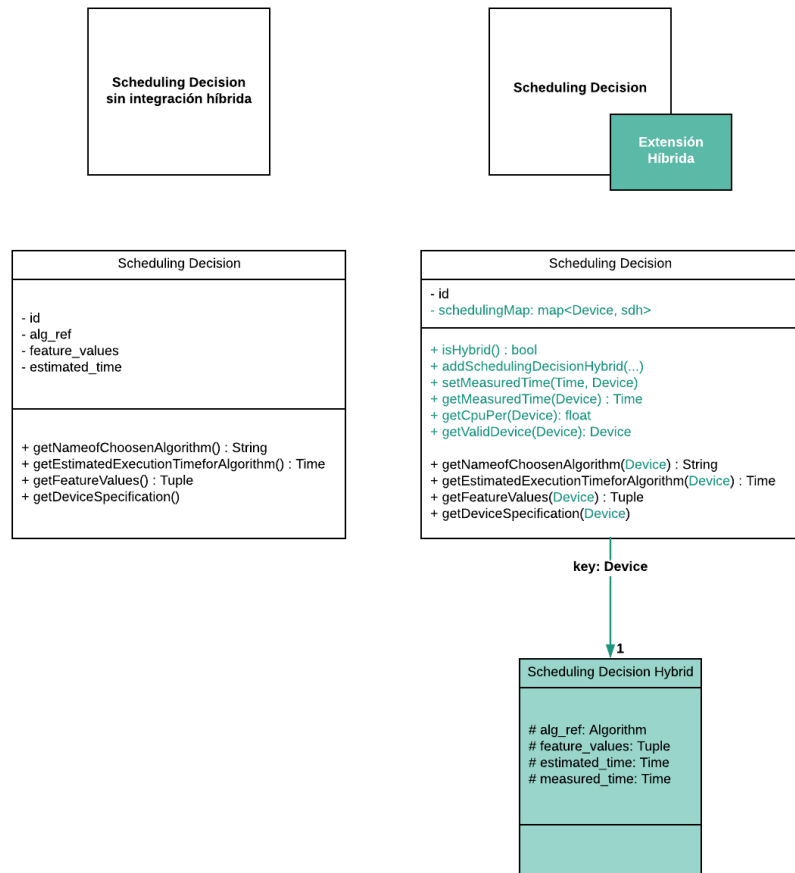 Scheduling Decision
sin integración híbrida
Scheduling Decision
Extensión
Híbrida
Scheduling Decision
- id
- alg_ref
- feature_values
- estimated_time
+ getNameofChoosenAlgorithm() : String
+ getEstimatedExecutionTimeforAlgorithm() : Time
+ getFeatureValues() : Tuple
+ getDeviceSpecification()
Scheduling Decision
- id
- schedulingMap: map<Device, sdh>
+ isHybrid() : bool
+ addSchedulingDecisionHybrid(...)
+ setMeasuredTime(Time, Device)
+ getMeasuredTime(Device) : Time
+ getCpuPer(Device): float
+ getValidDevice(Device): Device
+ getNameofChoosenAlgorithm(Device) : String
+ getEstimatedExecutionTimeforAlgorithm(Device) : Time
+ getFeatureValues(Device) : Tuple
+ getDeviceSpecification(Device)
key: Device
1
Scheduling Decision Hybrid
# alg_ref: Algorithm
# feature_values: Tuple
# estimated_time: Time
# measured_time: Time